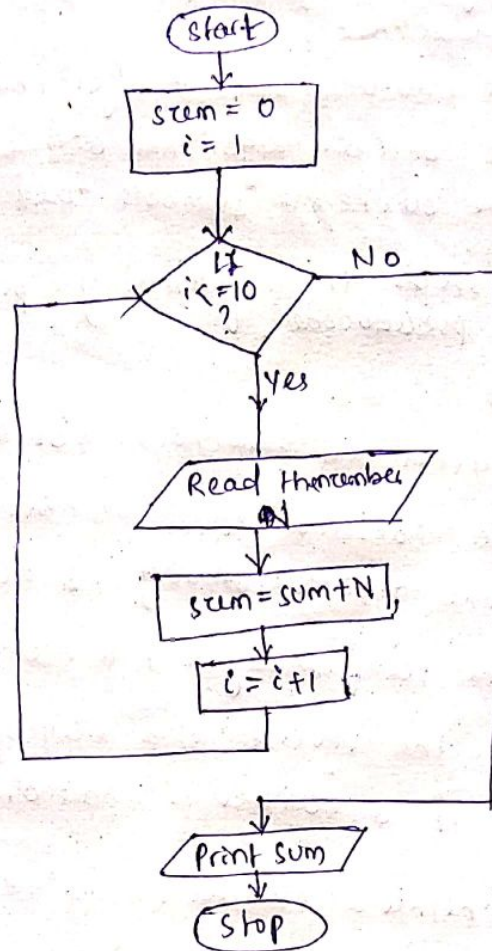 Start
sum = 0
i = 1
If
i<=10
?
No
Yes
Read the number
N
sum = sum+N
i = i+1
Print sum
Stop